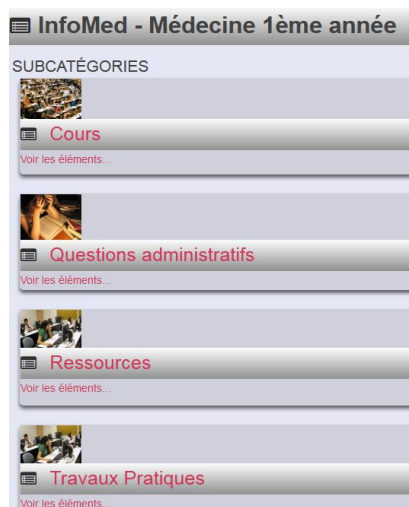 InfoMed - Médecine 1ème année
SUBCATÉGORIES
Cours
Voir les éléments...
Questions administratifs
Voir les éléments...
Ressources
Voir les éléments...
Travaux Pratiques
Voir les éléments...